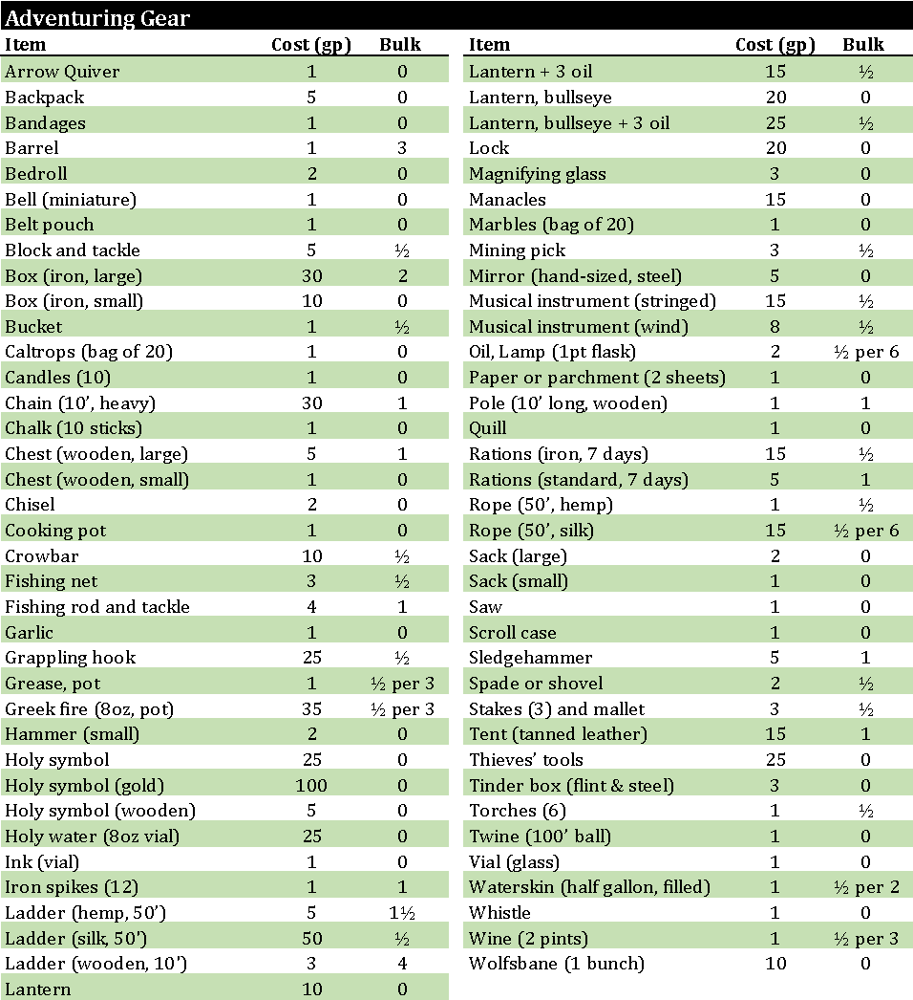 Adventuring Gear
Item Cost (gp) Bulk
Arrow Quiver 1 0
Backpack 5 0
Bandages 1 0
Barrel 1 3
Bedroll 2 0
Bell (miniature) 1 0
Belt pouch 1 0
Block and tackle 5 ½
Box (iron, large) 30 2
Box (iron, small) 10 0
Bucket 1 ½
Caltrops (bag of 20) 1 0
Candles (10) 1 0
Chain (10’, heavy) 30 1
Chalk (10 sticks) 1 0
Chest (wooden, large) 5 1
Chest (wooden, small) 1 0
Chisel 2 0
Cooking pot 1 0
Crowbar 10 ½
Fishing net 3 ½
Fishing rod and tackle 4 1
Garlic 1 0
Grappling hook 25 ½
Grease, pot 1 ½ per 3
Greek fire (8oz, pot) 35 ½ per 3
Hammer (small) 2 0
Holy symbol 25 0
Holy symbol (gold) 100 0
Holy symbol (wooden) 5 0
Holy water (8oz vial) 25 0
Ink (vial) 1 0
Iron spikes (12) 1 1
Ladder (hemp, 50’) 5 1½
Ladder (silk, 50') 50 ½
Ladder (wooden, 10') 3 4
Lantern 10 0
Item Cost (gp) Bulk
Lantern + 3 oil 15 ½
Lantern, bullseye 20 0
Lantern, bullseye + 3 oil 25 ½
Lock 20 0
Magnifying glass 3 0
Manacles 15 0
Marbles (bag of 20) 1 0
Mining pick 3 ½
Mirror (hand-sized, steel) 5 0
Musical instrument (stringed) 15 ½
Musical instrument (wind) 8 ½
Oil, Lamp (1pt flask) 2 ½ per 6
Paper or parchment (2 sheets) 1 0
Pole (10’ long, wooden) 1 1
Quill 1 0
Rations (iron, 7 days) 15 ½
Rations (standard, 7 days) 5 1
Rope (50’, hemp) 1 ½
Rope (50’, silk) 15 ½ per 6
Sack (large) 2 0
Sack (small) 1 0
Saw 1 0
Scroll case 1 0
Sledgehammer 5 1
Spade or shovel 2 ½
Stakes (3) and mallet 3 ½
Tent (tanned leather) 15 1
Thieves’ tools 25 0
Tinder box (flint & steel) 3 0
Torches (6) 1 ½
Twine (100’ ball) 1 0
Vial (glass) 1 0
Waterskin (half gallon, filled) 1 ½ per 2
Whistle 1 0
Wine (2 pints) 1 ½ per 3
Wolfsbane (1 bunch) 10 0